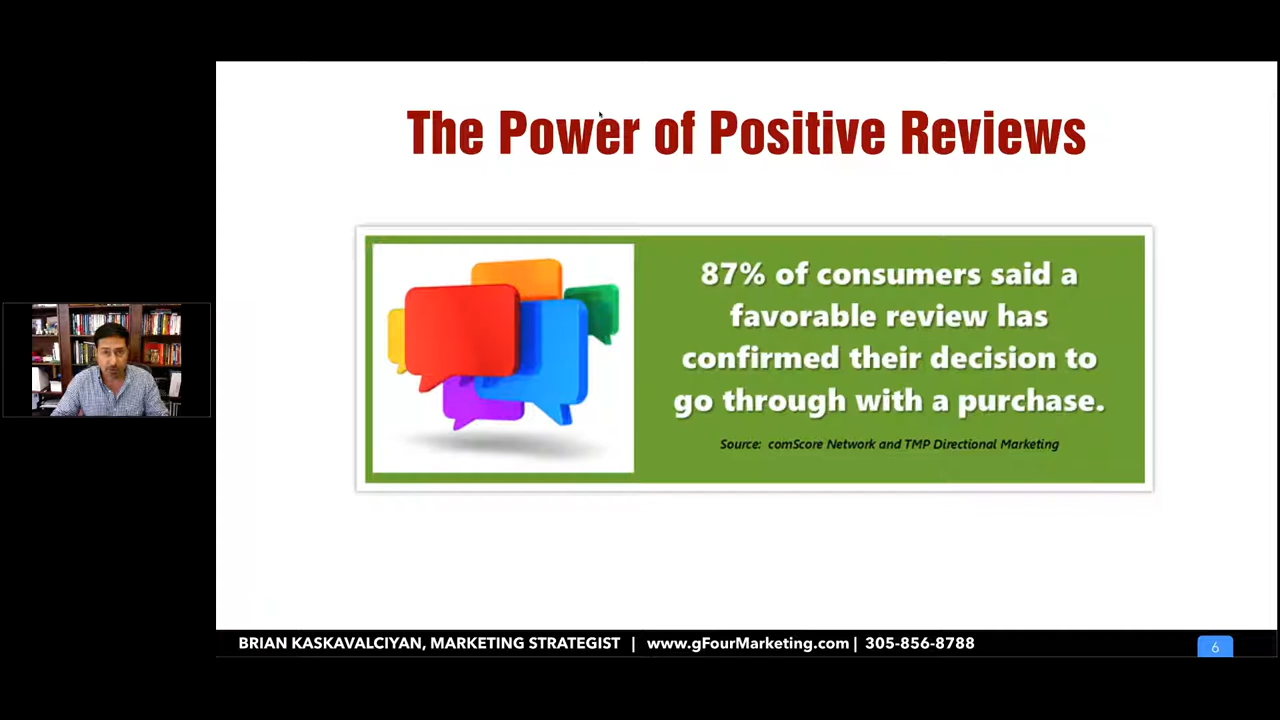 The Power of Positive Reviews
87% of consumers said a
favorable review has
confirmed their decision to
go through with a purchase.
Source: comScore Network and TMP Directional Marketing
BRIAN KASKAVALCIYAN, MARKETING STRATEGIST | www.gFourMarketing.com | 305-856-8788
6